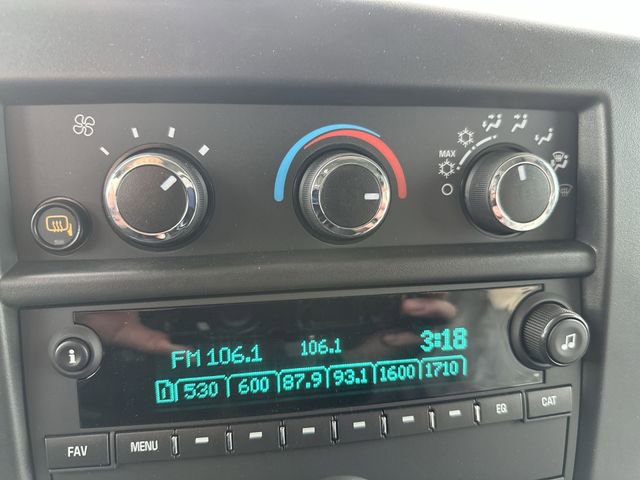 MAX
FM 106.1 106.1 3:18
1 530 600 87.9 93.1 1600 1710
i
FAV MENU EQ CAT